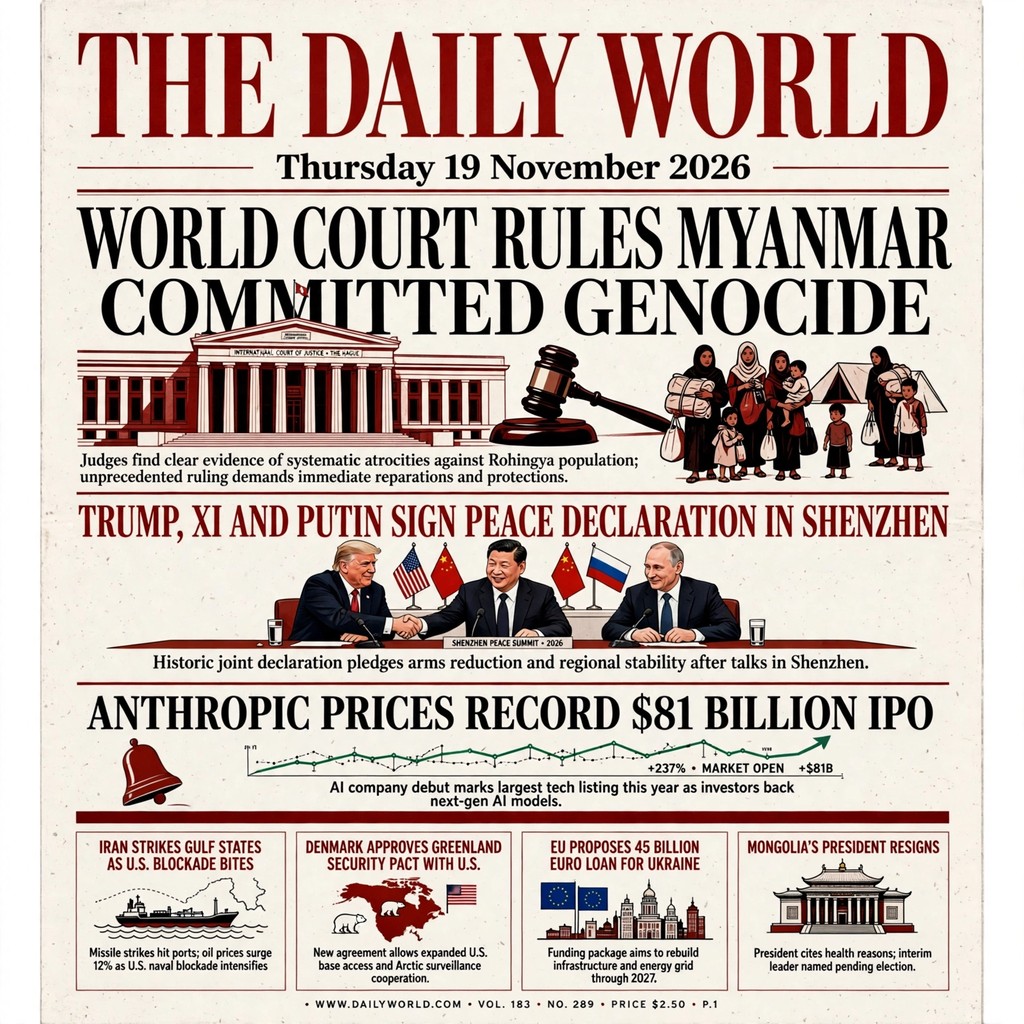 THE DAILY WORLD
Thursday 19 November 2026
WORLD COURT RULES MYANMAR
COMMITTED GENOCIDE
INTERNATIONAL COURT OF JUSTICE • THE HAGUE
Judges find clear evidence of systematic atrocities against Rohingya population;
unprecedented ruling demands immediate reparations and protections.
TRUMP, XI AND PUTIN SIGN PEACE DECLARATION IN SHENZHEN
SHENZHEN PEACE SUMMIT • 2026
Historic joint declaration pledges arms reduction and regional stability after talks in Shenzhen.
ANTHROPIC PRICES RECORD $81 BILLION IPO
+237% • MARKET OPEN +$81B
AI company debut marks largest tech listing this year as investors back
next-gen AI models.
IRAN STRIKES GULF STATES
AS U.S. BLOCKADE BITES
Missile strikes hit ports; oil prices surge
12% as U.S. naval blockade intensifies
DENMARK APPROVES GREENLAND
SECURITY PACT WITH U.S.
New agreement allows expanded U.S.
base access and Arctic surveillance
cooperation.
EU PROPOSES 45 BILLION
EURO LOAN FOR UKRAINE
Funding package aims to rebuild
infrastructure and energy grid
through 2027.
MONGOLIA'S PRESIDENT RESIGNS
President cites health reasons; interim
leader named pending election.
• WWW.DAILYWORLD.COM • VOL. 183 • NO. 289 • PRICE $2.50 • P.1